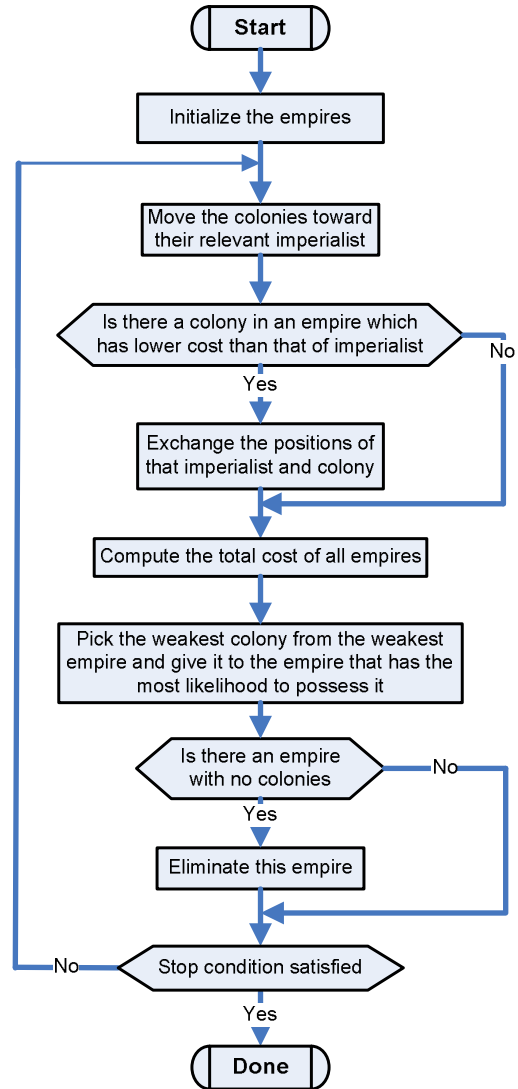 Start
Initialize the empires
Move the colonies toward
their relevant imperialist
Is there a colony in an empire which
has lower cost than that of imperialist
No
Yes
Exchange the positions of
that imperialist and colony
Compute the total cost of all empires
Pick the weakest colony from the weakest
empire and give it to the empire that has the
most likelihood to possess it
Is there an empire
with no colonies
No
Yes
Eliminate this empire
Stop condition satisfied
No
Yes
Done